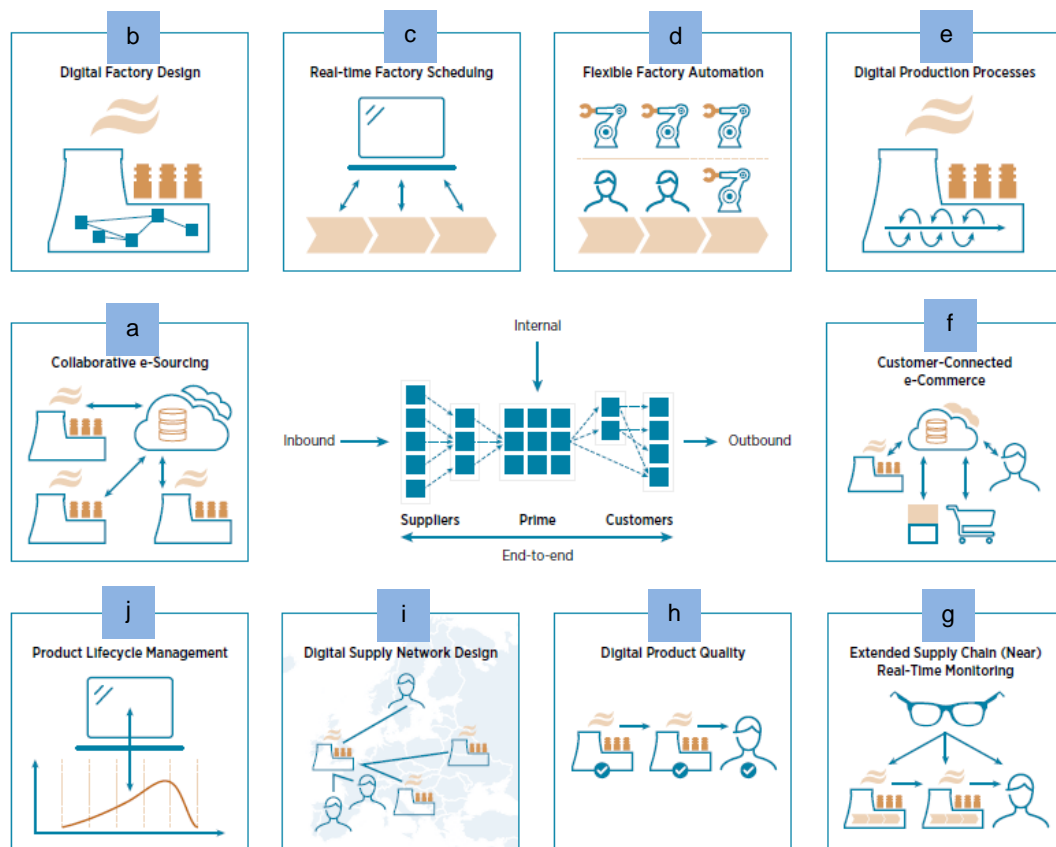 b
Digital Factory Design
c
Real-time Factory Scheduling
d
Flexible Factory Automation
e
Digital Production Processes
a
Collaborative e-Sourcing
Internal
Inbound
Outbound
Suppliers
Prime
Customers
End-to-end
f
Customer-Connected
e-Commerce
j
Product Lifecycle Management
i
Digital Supply Network Design
h
Digital Product Quality
g
Extended Supply Chain (Near)
Real-Time Monitoring